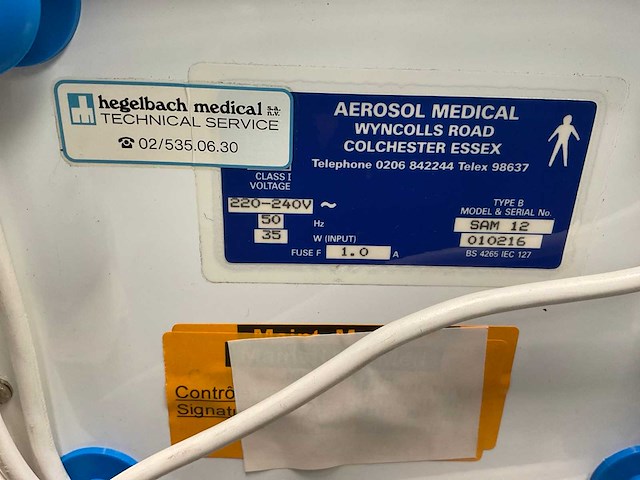 hegelbach medical s.a. n.v.
TECHNICAL SERVICE
☎ 02/535.06.30
AEROSOL MEDICAL
WYNCOLLS ROAD
COLCHESTER ESSEX
Telephone 0206 842244 Telex 98637
CLASS I
VOLTAGE
220-240V ~
50 Hz
35 W (INPUT)
FUSE F 1.0 A
TYPE B
MODEL & SERIAL No.
SAM 12
010216
BS 4265 IEC 127
Contrô
Signatu